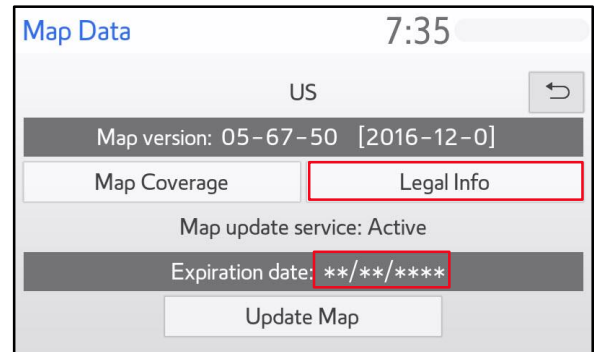 Map Data 7:35
US
Map version: 05-67-50 [2016-12-0]
Map Coverage Legal Info
Map update service: Active
Expiration date: **/**/****
Update Map